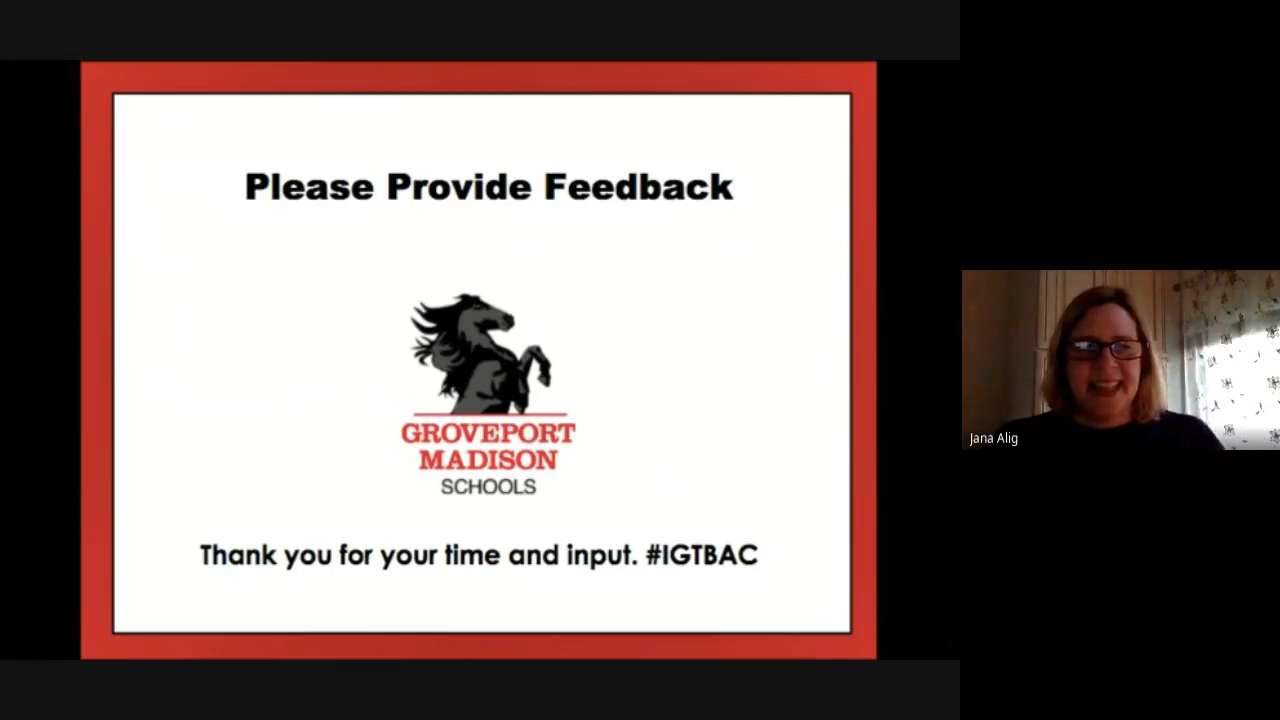 Please Provide Feedback
GROVEPORT
MADISON
SCHOOLS
Thank you for your time and input. #IGTBAC
Jana Alig